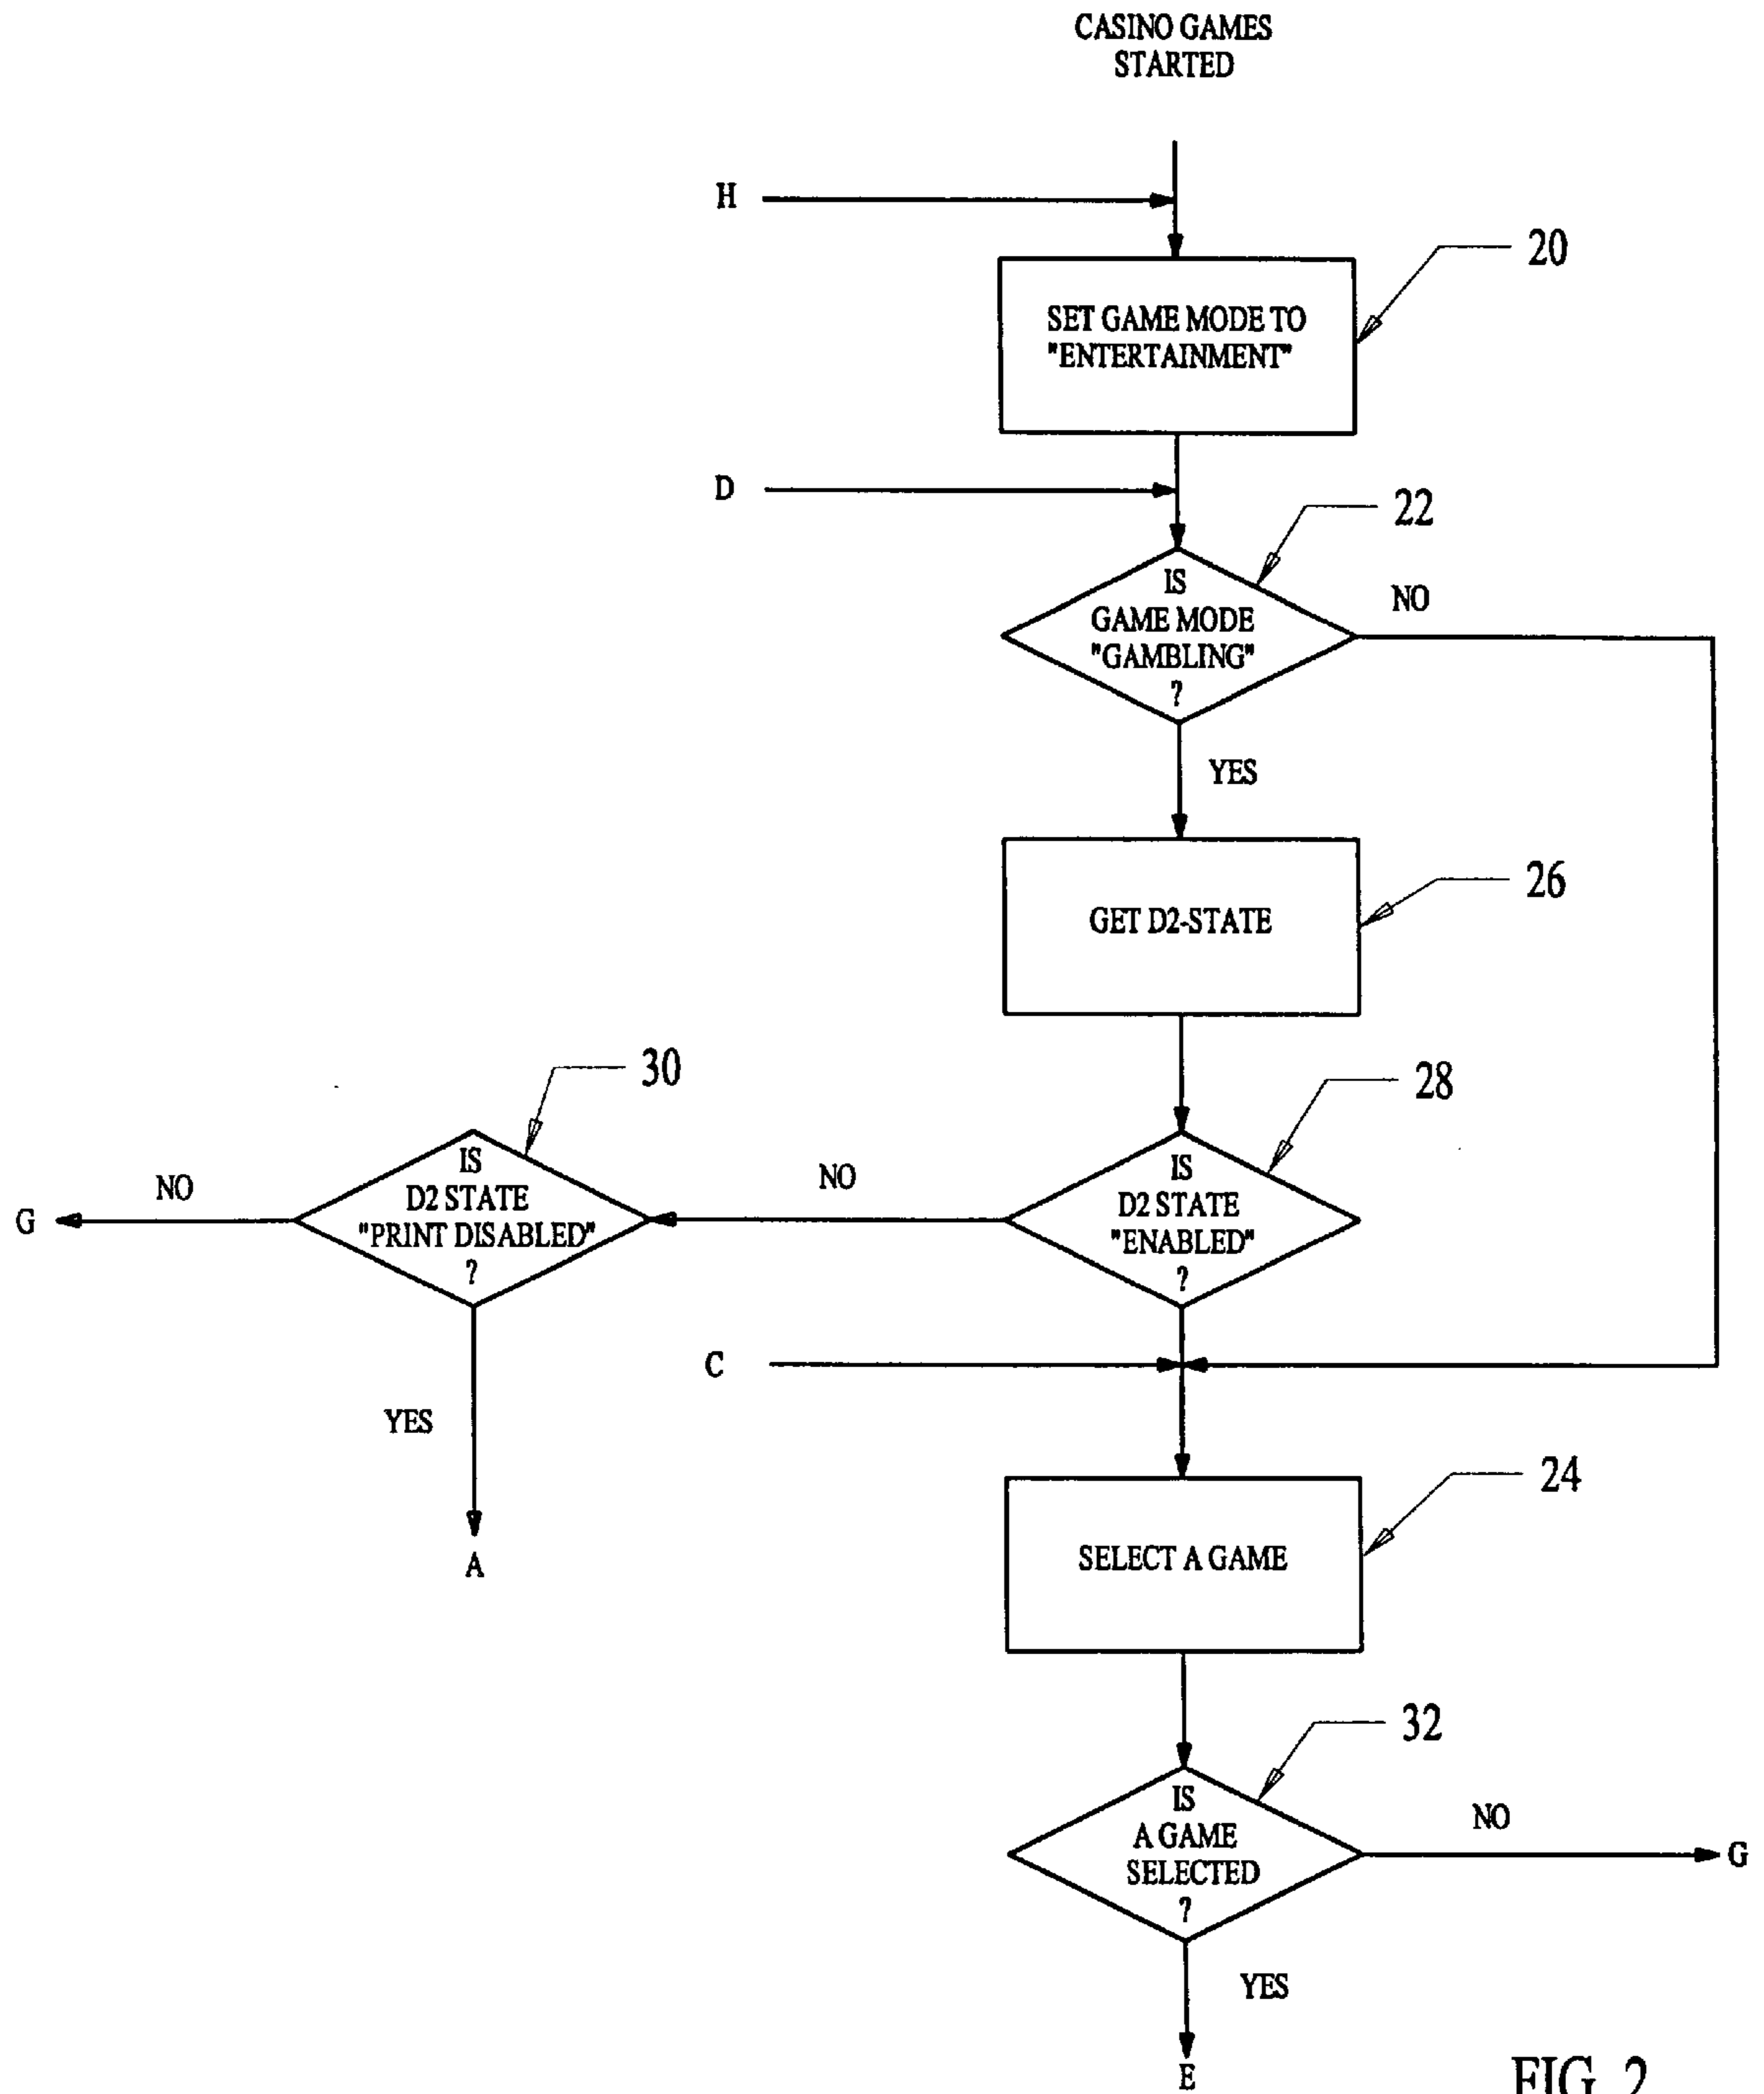 CASINO GAMES
STARTED
H
20
SET GAME MODE TO
"ENTERTAINMENT"
D
22
IS
GAME MODE
"GAMBLING"
?
NO
YES
26
GET D2-STATE
30
28
IS
D2 STATE
"PRINT DISABLED"
?
NO
G
NO
IS
D2 STATE
"ENABLED"
?
C
YES
A
24
SELECT A GAME
32
IS
A GAME
SELECTED
?
NO
G
YES
E
FIG. 2